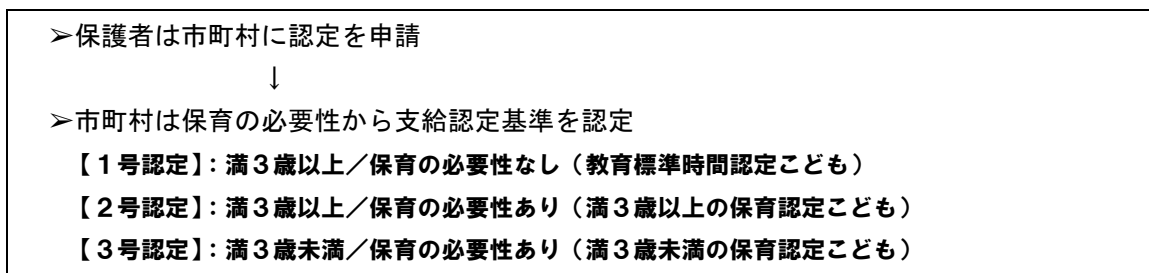 ➢保護者は市町村に認定を申請
↓
➢市町村は保育の必要性から支給認定基準を認定
【１号認定】：満３歳以上／保育の必要性なし（教育標準時間認定こども）
【２号認定】：満３歳以上／保育の必要性あり（満３歳以上の保育認定こども）
【３号認定】：満３歳未満／保育の必要性あり（満３歳未満の保育認定こども）